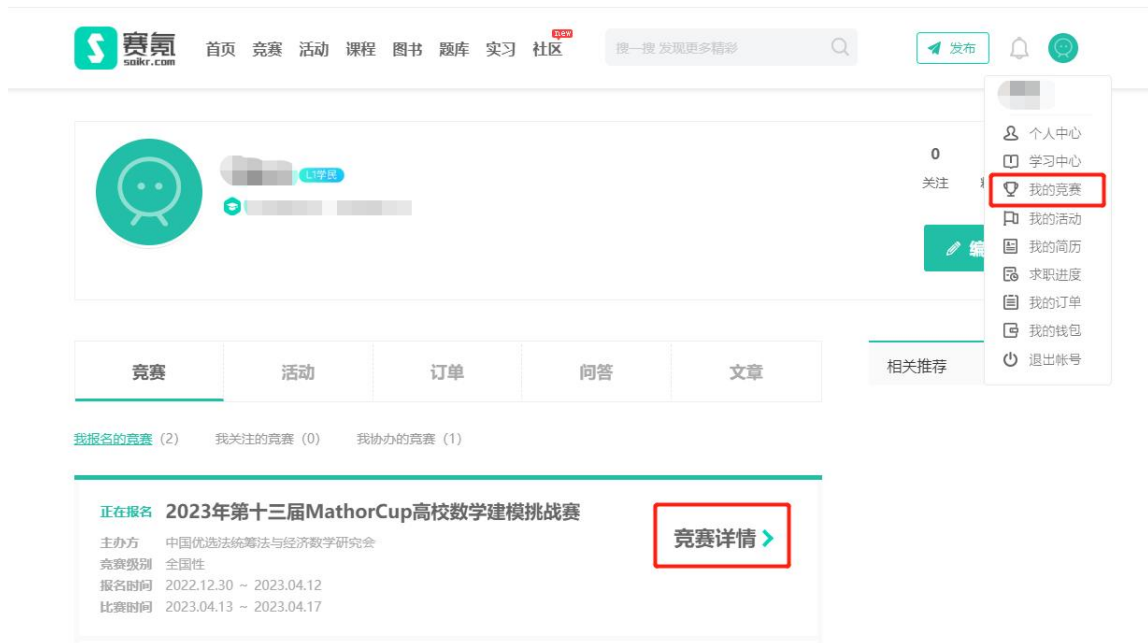 赛氪
saikr.com
首页 竞赛 活动 课程 图书 题库 实习 社区 new
搜一搜 发现更多精彩
发布
个人中心
学习中心
我的竞赛
我的活动
我的简历
求职进度
我的订单
我的钱包
退出帐号
L1学民
0
关注
编
竞赛 活动 订单 问答 文章
相关推荐
我报名的竞赛 (2) 我关注的竞赛 (0) 我协办的竞赛 (1)
正在报名 2023年第十三届MathorCup高校数学建模挑战赛
主办方 中国优选法统筹法与经济数学研究会
竞赛级别 全国性
报名时间 2022.12.30 ~ 2023.04.12
比赛时间 2023.04.13 ~ 2023.04.17
竞赛详情